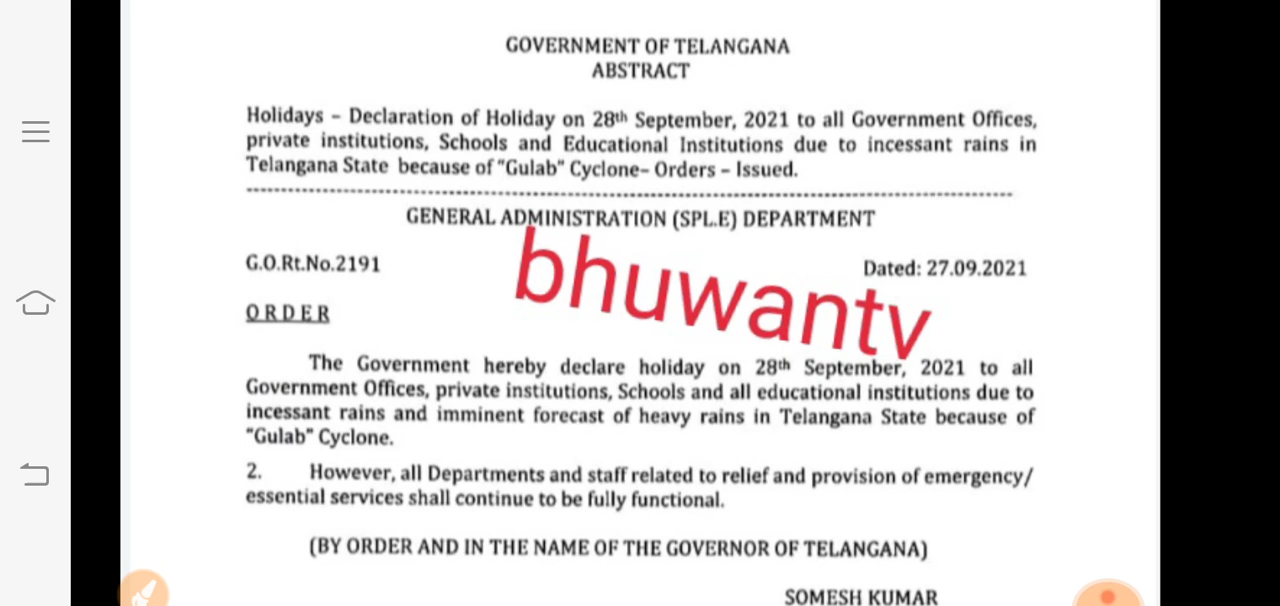 GOVERNMENT OF TELANGANA
ABSTRACT
Holidays – Declaration of Holiday on 28th September, 2021 to all Government Offices,
private institutions, Schools and Educational Institutions due to incessant rains in
Telangana State because of "Gulab" Cyclone– Orders – Issued.
GENERAL ADMINISTRATION (SPL.E) DEPARTMENT
G.O.Rt.No.2191 Dated: 27.09.2021
bhuwantv
ORDER
The Government hereby declare holiday on 28th September, 2021 to all
Government Offices, private institutions, Schools and all educational institutions due to
incessant rains and imminent forecast of heavy rains in Telangana State because of
"Gulab" Cyclone.
2. However, all Departments and staff related to relief and provision of emergency/
essential services shall continue to be fully functional.
(BY ORDER AND IN THE NAME OF THE GOVERNOR OF TELANGANA)
SOMESH KUMAR